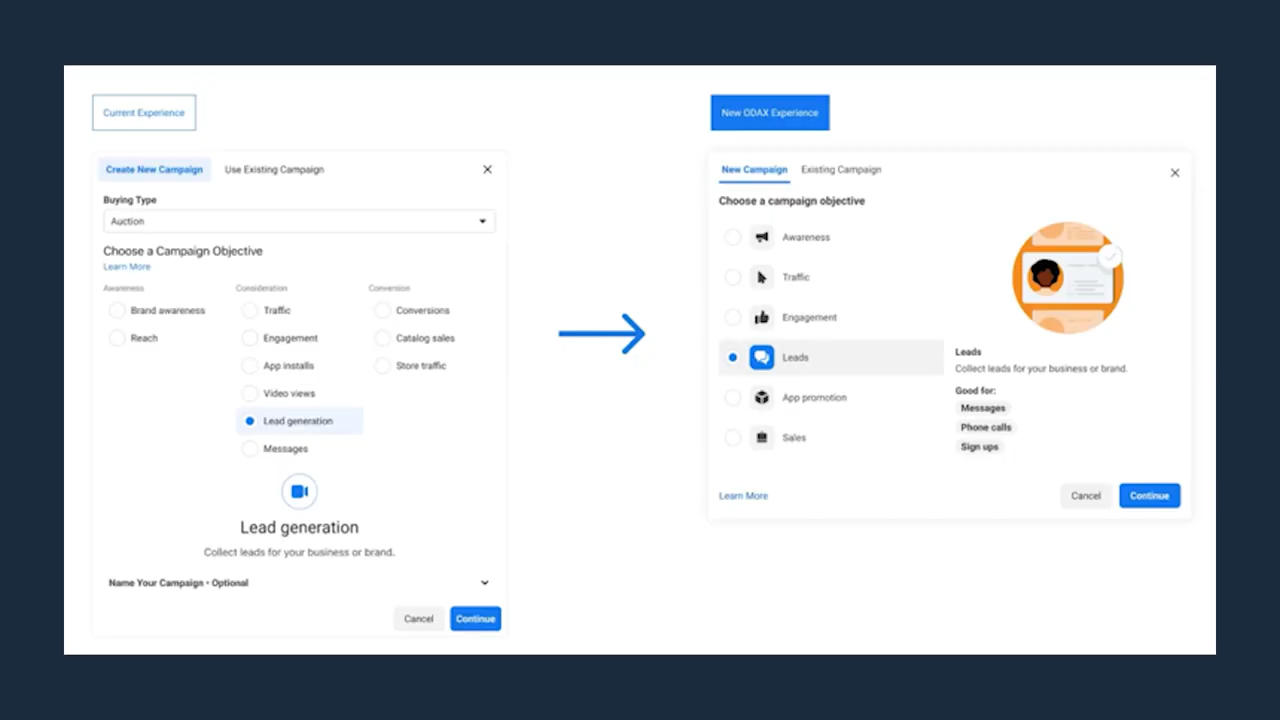 Current Experience
Create New Campaign Use Existing Campaign
Buying Type
Auction
Choose a Campaign Objective
Learn More
Awareness Consideration Conversion
Brand awareness Traffic Conversions
Reach Engagement Catalog sales
App installs Store traffic
Video views
Lead generation
Messages
Lead generation
Collect leads for your business or brand.
Name Your Campaign • Optional
Cancel Continue
New ODAX Experience
New Campaign Existing Campaign
Choose a campaign objective
Awareness
Traffic
Engagement
Leads
App promotion
Sales
Leads
Collect leads for your business or brand.
Good for:
Messages
Phone calls
Sign ups
Learn More Cancel Continue